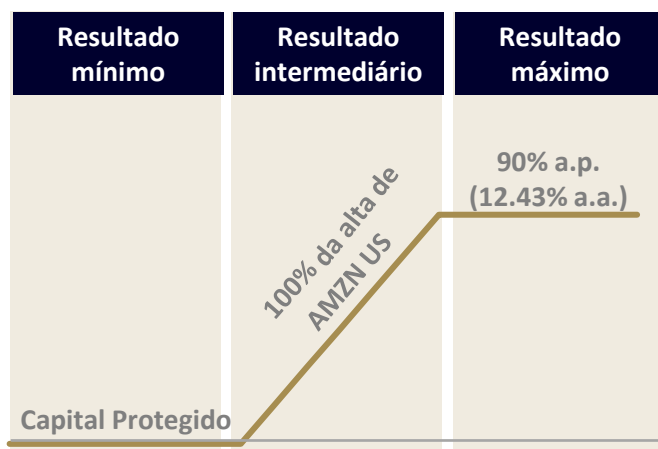 Resultado
mínimo
Resultado
intermediário
Resultado
máximo
90% a.p.
(12.43% a.a.)
100% da alta de
AMZN US
Capital Protegido